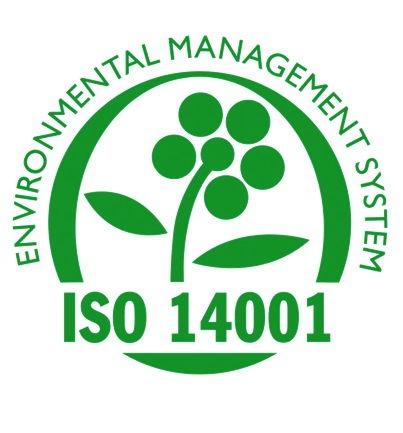 ENVIRONMENTAL MANAGEMENT SYSTEM
ISO 14001